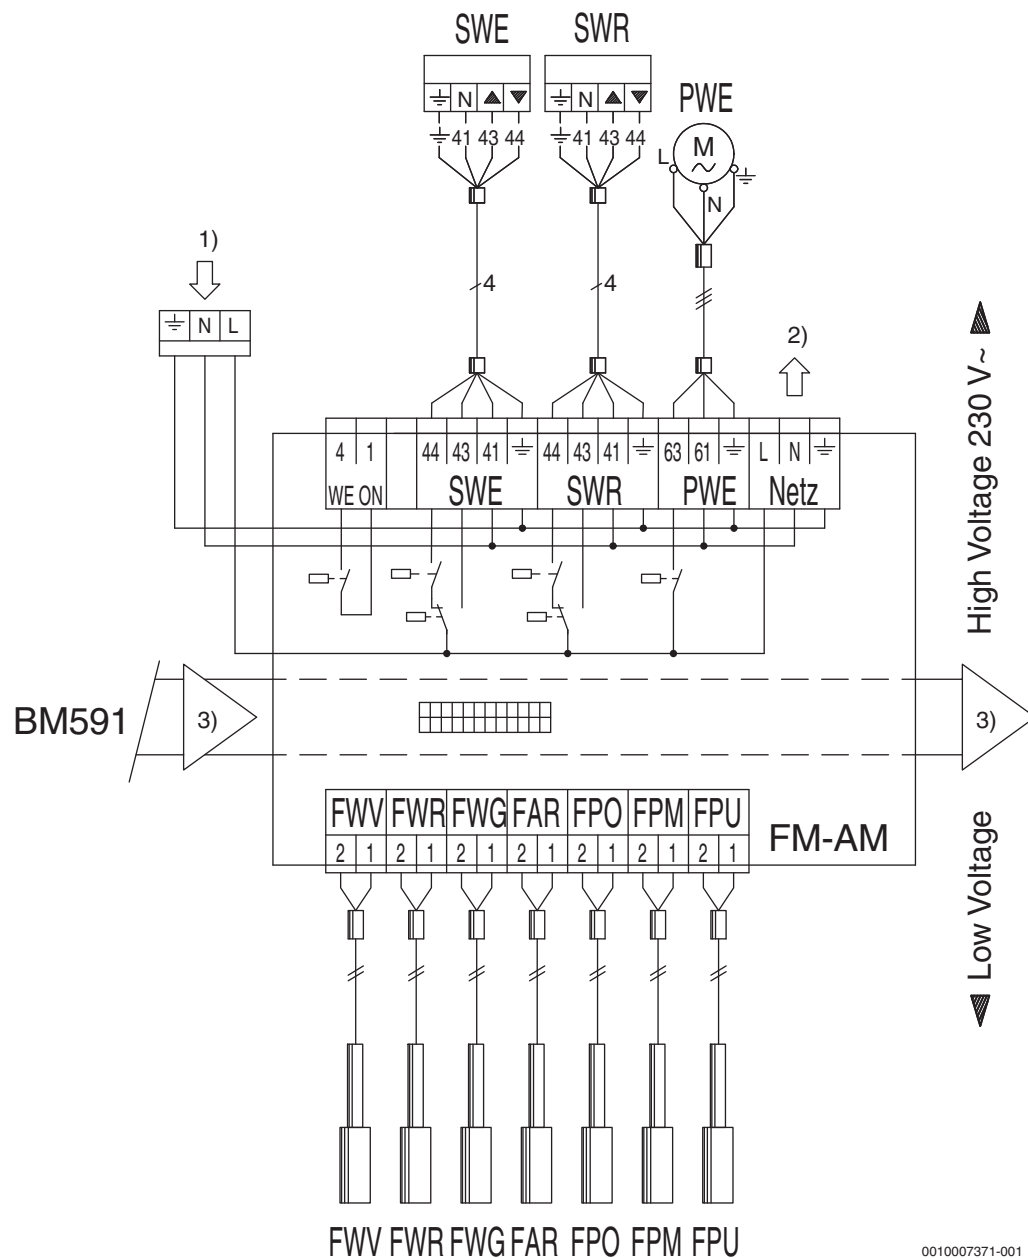 SWE SWR
N N PWE
41 43 44 41 43 44 M
L
N
1)
4 4
N L
2)
High Voltage 230 V~
4 1 44 43 41 44 43 41 63 61 L N
WE ON SWE SWR PWE Netz
BM591 3) 3)
FWV FWR FWG FAR FPO FPM FPU
2 1 2 1 2 1 2 1 2 1 2 1 2 1
FM-AM
Low Voltage
FWV FWR FWG FAR FPO FPM FPU
0010007371-001